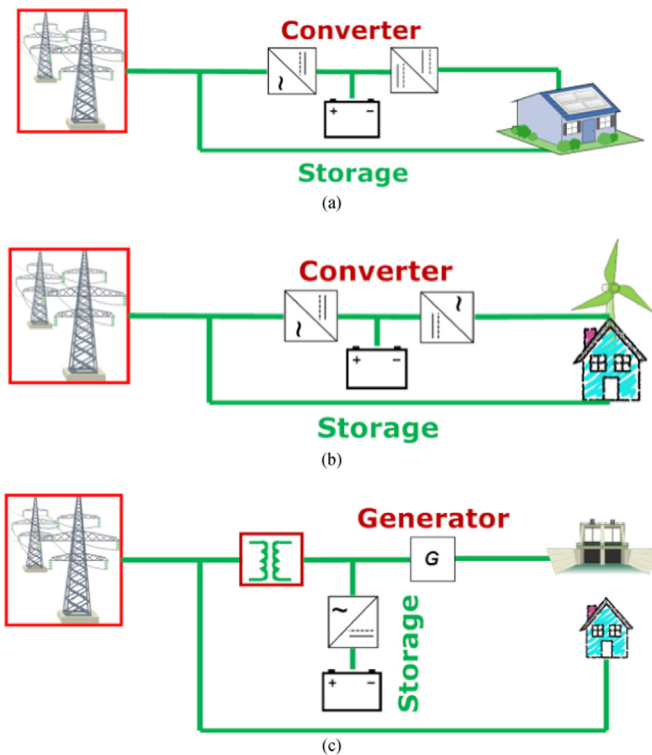 Converter
~
+ −
Storage
(a)
Converter
~ ~
+ −
Storage
(b)
Generator
G
~
Storage
+ −
(c)